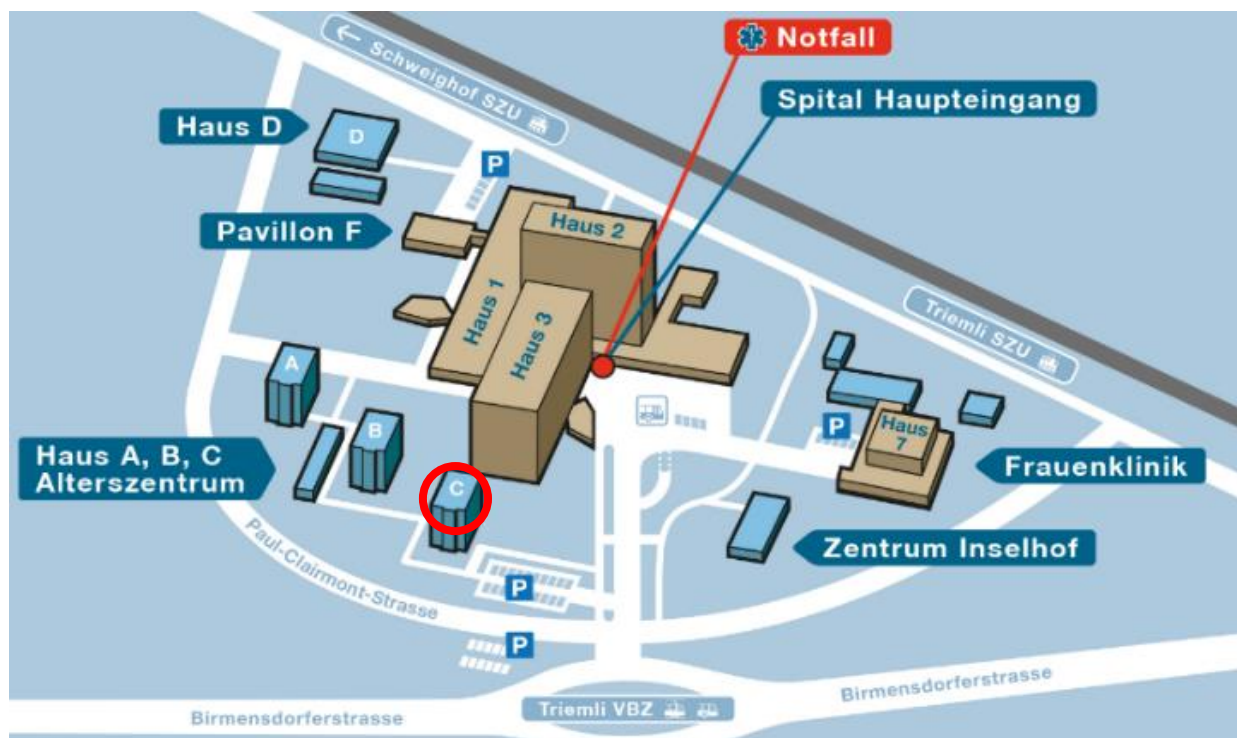 Notfall
Spital Haupteingang
← Schweighof SZU
Haus D
D
P
Pavillon F
Haus 2
Haus 1
Haus 3
Triemli SZU
A
B
C
Haus A, B, C
Alterszentrum
P
Haus
7
Frauenklinik
Zentrum Inselhof
Paul-Clairmont-Strasse
P
P
Birmensdorferstrasse
Triemli VBZ
Birmensdorferstrasse